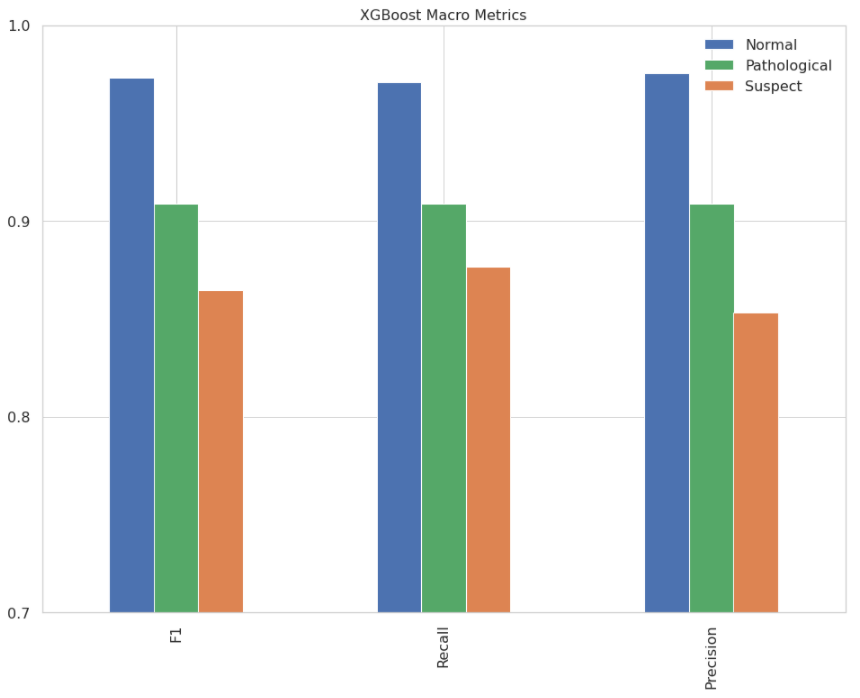 XGBoost Macro Metrics
Normal
Pathological
Suspect
1.0
0.9
0.8
0.7
F1
Recall
Precision